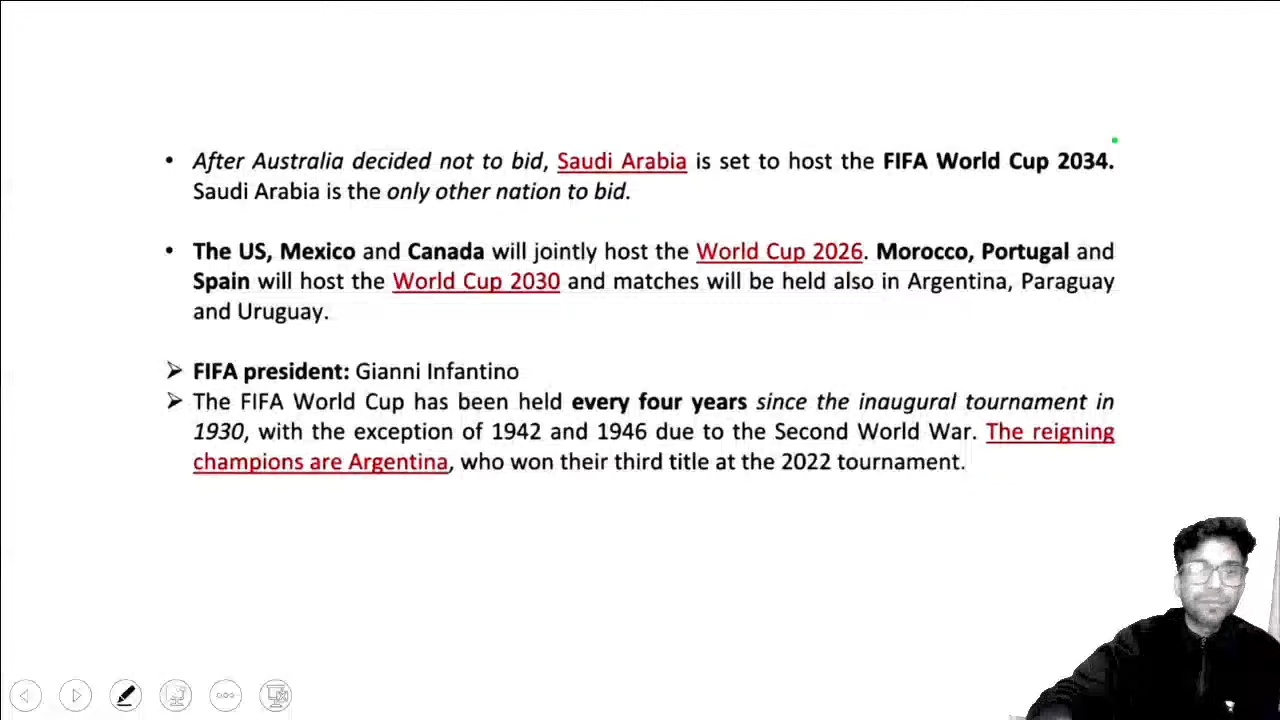 • After Australia decided not to bid, Saudi Arabia is set to host the FIFA World Cup 2034.
Saudi Arabia is the only other nation to bid.
• The US, Mexico and Canada will jointly host the World Cup 2026. Morocco, Portugal and
Spain will host the World Cup 2030 and matches will be held also in Argentina, Paraguay
and Uruguay.
➢ FIFA president: Gianni Infantino
➢ The FIFA World Cup has been held every four years since the inaugural tournament in
1930, with the exception of 1942 and 1946 due to the Second World War. The reigning
champions are Argentina, who won their third title at the 2022 tournament.